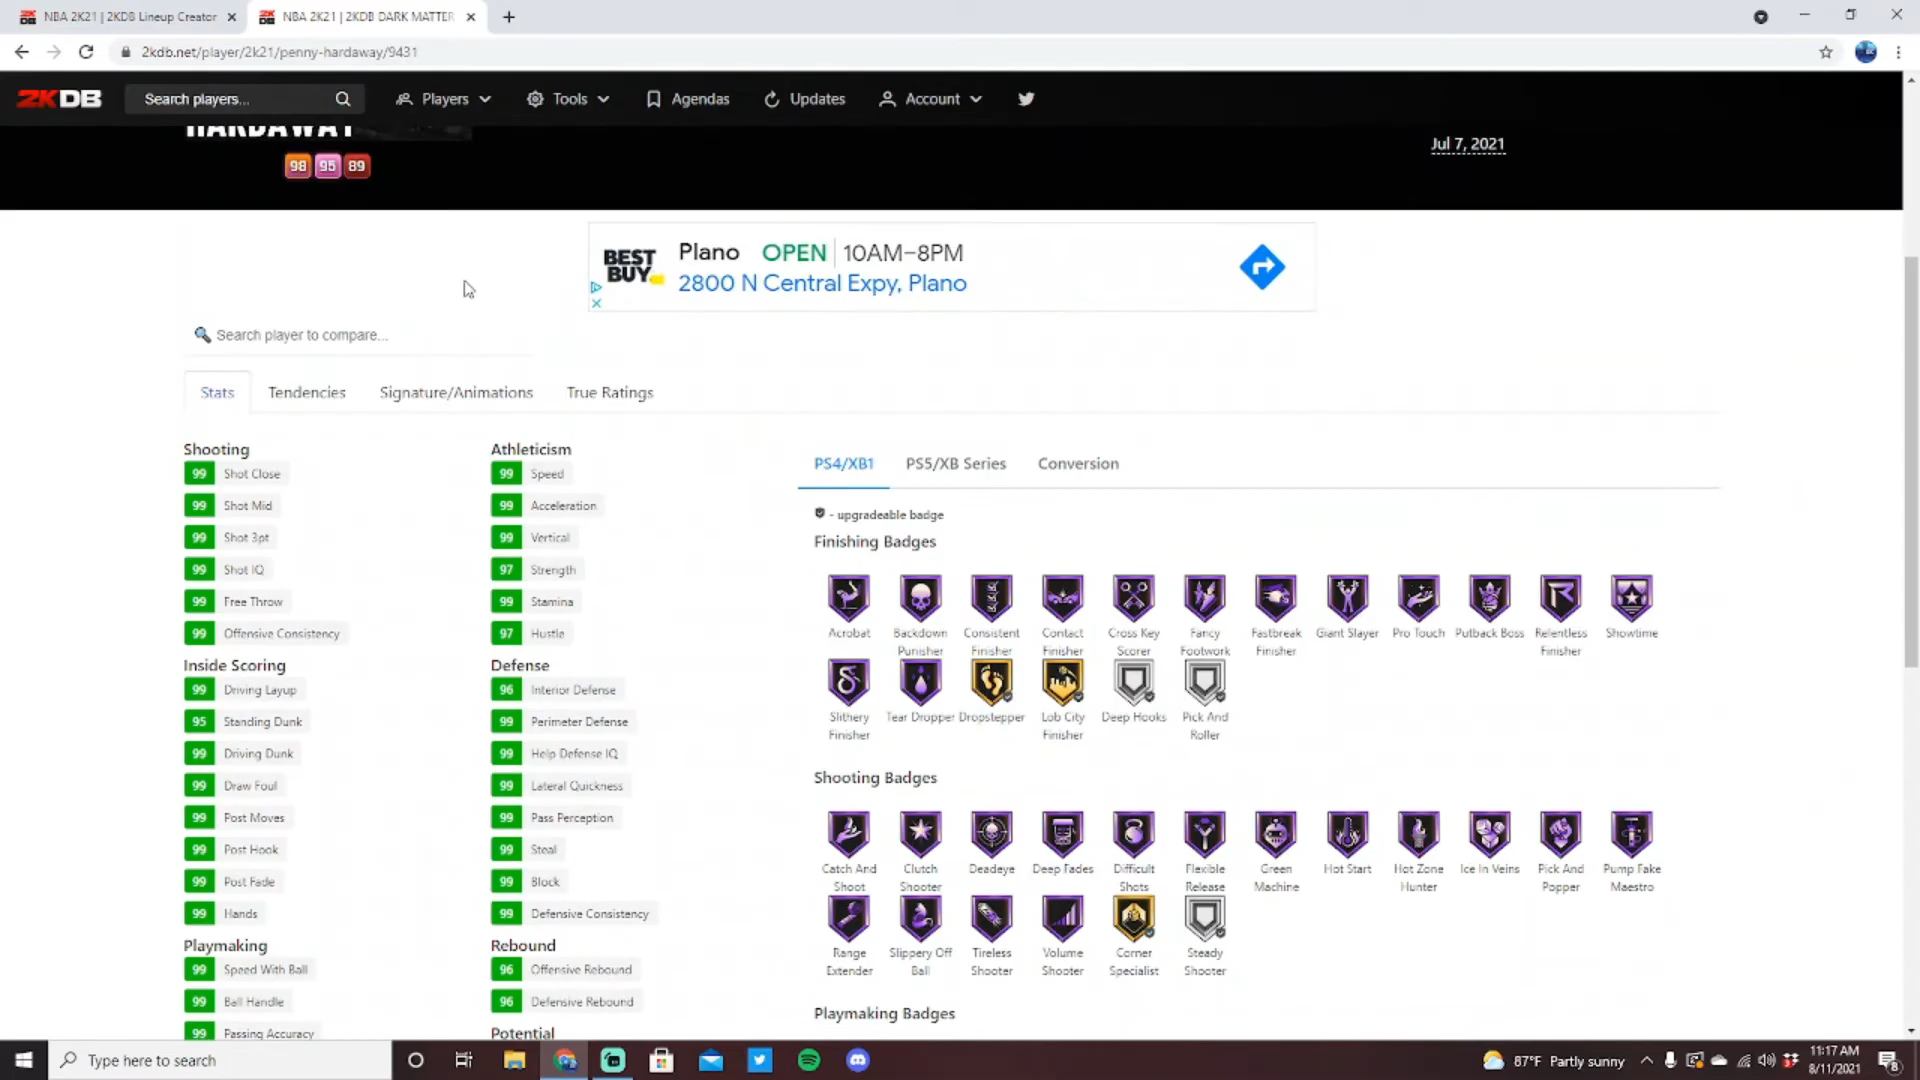 NBA 2K21 | 2KDB Lineup Creator
NBA 2K21 | 2KDB DARK MATTER
2kdb.net/player/2k21/penny-hardaway/9431
2KDB
Search players...
Players
Tools
Agendas
Updates
Account
HARDAWAY
98 95 89
Jul 7, 2021
BEST BUY
Plano OPEN 10AM–8PM
2800 N Central Expy, Plano
Search player to compare...
Stats
Tendencies
Signature/Animations
True Ratings
Shooting
99 Shot Close
99 Shot Mid
99 Shot 3pt
99 Shot IQ
99 Free Throw
99 Offensive Consistency
Inside Scoring
99 Driving Layup
95 Standing Dunk
99 Driving Dunk
99 Draw Foul
99 Post Moves
99 Post Hook
99 Post Fade
99 Hands
Playmaking
99 Speed With Ball
99 Ball Handle
99 Passing Accuracy
Athleticism
99 Speed
99 Acceleration
99 Vertical
97 Strength
99 Stamina
97 Hustle
Defense
96 Interior Defense
99 Perimeter Defense
99 Help Defense IQ
99 Lateral Quickness
99 Pass Perception
99 Steal
99 Block
99 Defensive Consistency
Rebound
96 Offensive Rebound
96 Defensive Rebound
Potential
PS4/XB1
PS5/XB Series
Conversion
- upgradeable badge
Finishing Badges
Acrobat
Backdown Punisher
Consistent Finisher
Contact Finisher
Cross Key Scorer
Fancy Footwork
Fastbreak Finisher
Giant Slayer
Pro Touch
Putback Boss
Relentless Finisher
Showtime
Slithery Finisher
Tear Dropper
Dropstepper
Lob City Finisher
Deep Hooks
Pick And Roller
Shooting Badges
Catch And Shoot
Clutch Shooter
Deadeye
Deep Fades
Difficult Shots
Flexible Release
Green Machine
Hot Start
Hot Zone Hunter
Ice In Veins
Pick And Popper
Pump Fake Maestro
Range Extender
Slippery Off Ball
Tireless Shooter
Volume Shooter
Corner Specialist
Steady Shooter
Playmaking Badges
Type here to search
87°F Partly sunny
11:17 AM
8/11/2021
8